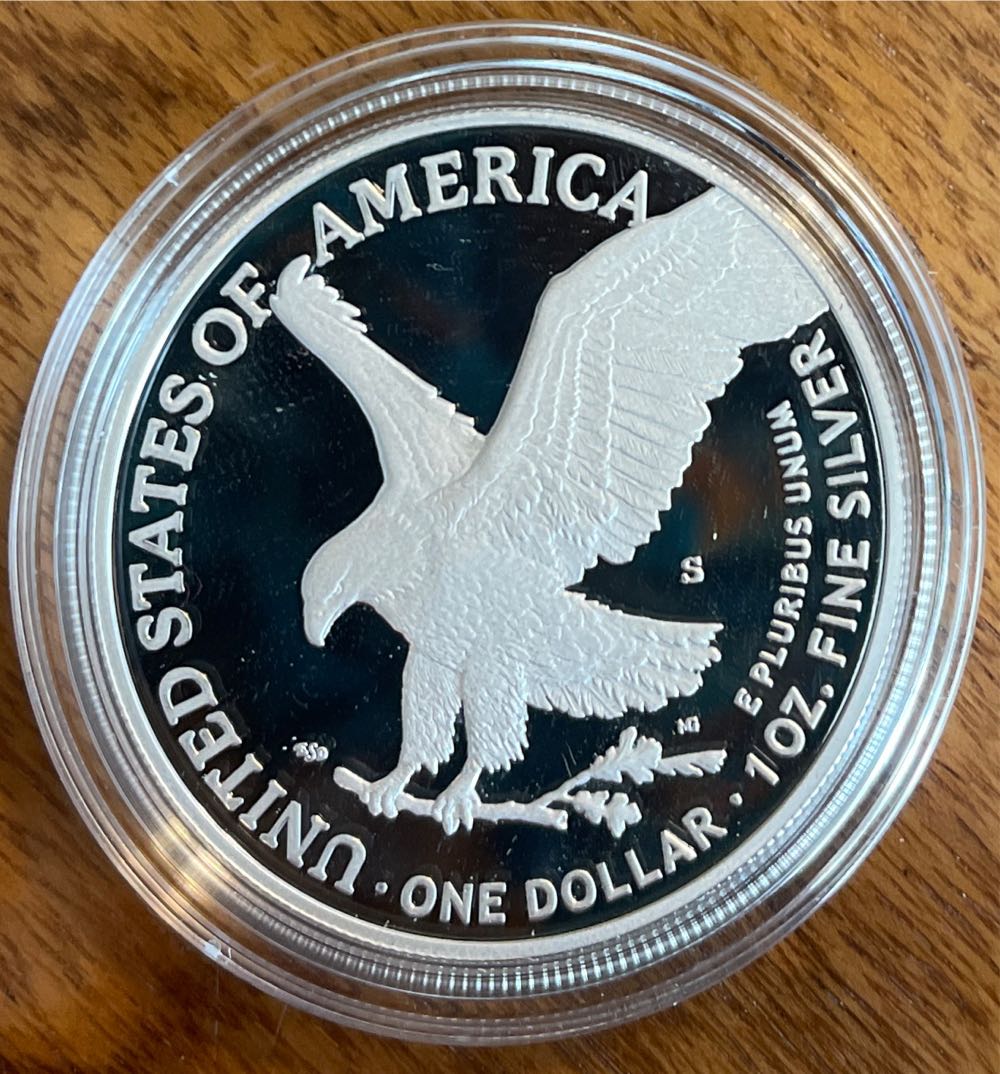 UNITED STATES OF AMERICA
S
E PLURIBUS UNUM
· ONE DOLLAR · 1 OZ. FINE SILVER